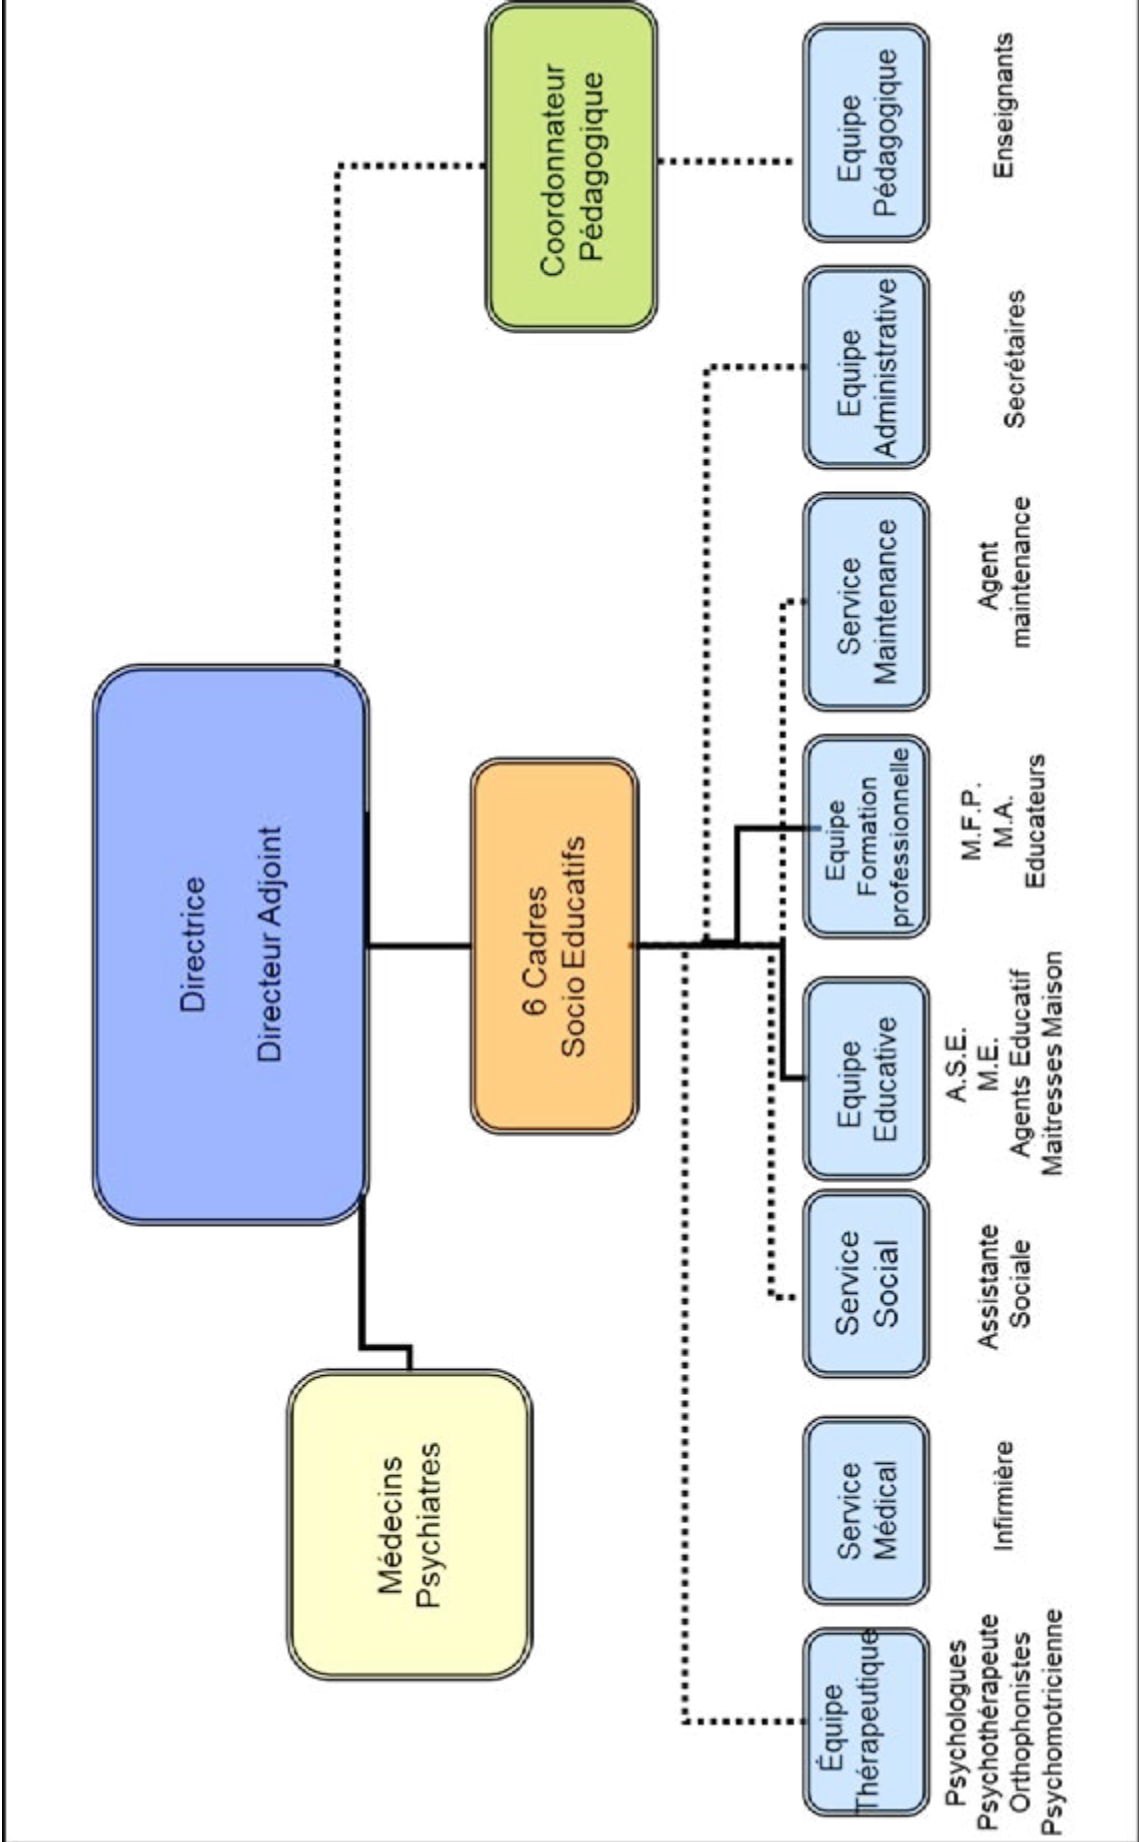 Directrice
Directeur Adjoint
Médecins
Psychiatres
6 Cadres
Socio Educatifs
Coordonnateur
Pédagogique
Équipe
Thérapeutique
Service
Médical
Service
Social
Equipe
Educative
Equipe
Formation
professionnelle
Service
Maintenance
Equipe
Administrative
Equipe
Pédagogique
Psychologues
Psychothérapeute
Orthophonistes
Psychomotricienne
Infirmière
Assistante
Sociale
A.S.E.
M.E.
Agents Educatif
Maitresses Maison
M.F.P.
M.A.
Educateurs
Agent
maintenance
Secrétaires
Enseignants